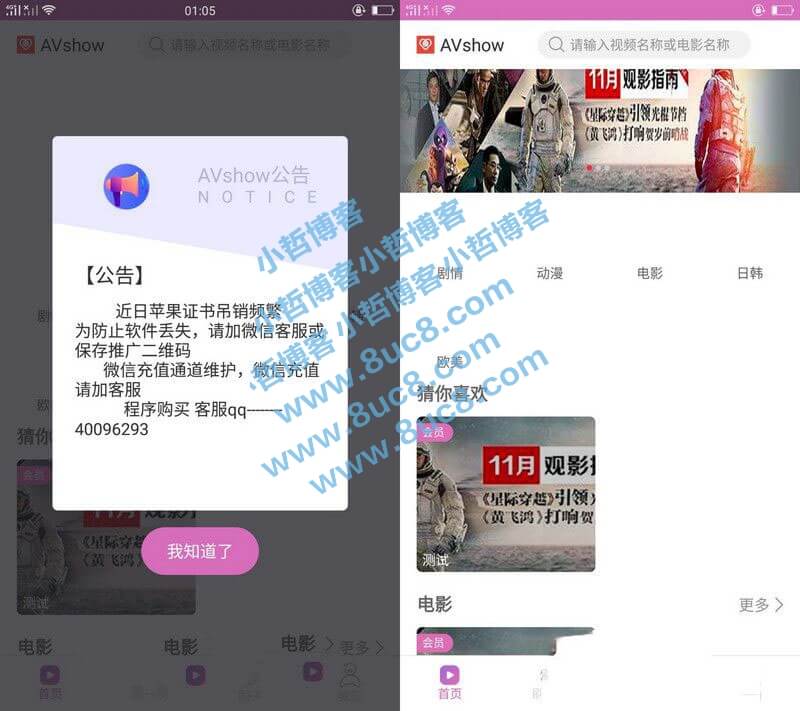 01:05
AVshow
请输入视频名称或电影名称
AVshow公告
NOTICE
【公告】
近日苹果证书吊销频繁
为防止软件丢失，请加微信客服或
保存推广二维码
微信充值通道维护，微信充值
请加客服
程序购买 客服qq-------
40096293
我知道了
猜你
会员
测试
电影
电影
电影
更多
首页
AVshow
请输入视频名称或电影名称
11月 观影指南
《星际穿越》引领光棍节档
《黄飞鸿》打响贺岁前哨战
剧情
动漫
电影
日韩
欧美
猜你喜欢
会员
11月 观影指
《星际穿越》引领光
《黄飞鸿》打响贺
测试
电影
更多
会员
首页
小哲博客小哲博客小哲博客
www.8uc8.com
www.8uc8.com
www.8uc8.com